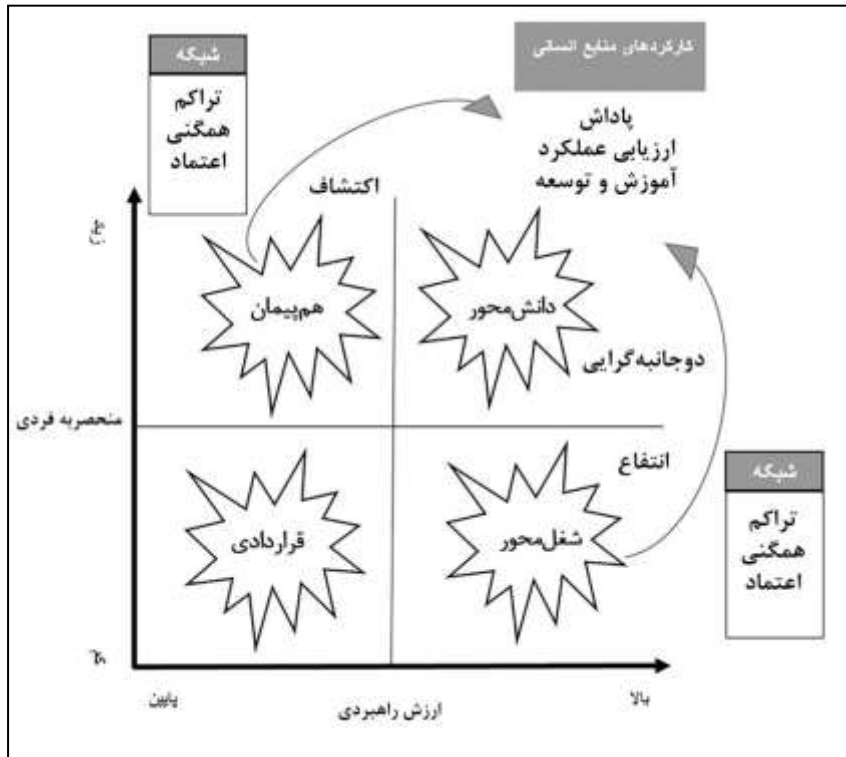 شبکه
تراکم
همگنی
اعتماد
کارکردهای منابع انسانی
پاداش
ارزیابی عملکرد
آموزش و توسعه
اکتشاف
زیاد
هم‌پیمان
دانش‌محور
دوجانبه‌گرایی
منحصربه فردی
انتفاع
قراردادی
شغل‌محور
شبکه
تراکم
همگنی
اعتماد
پایین
ارزش راهبردی
بالا